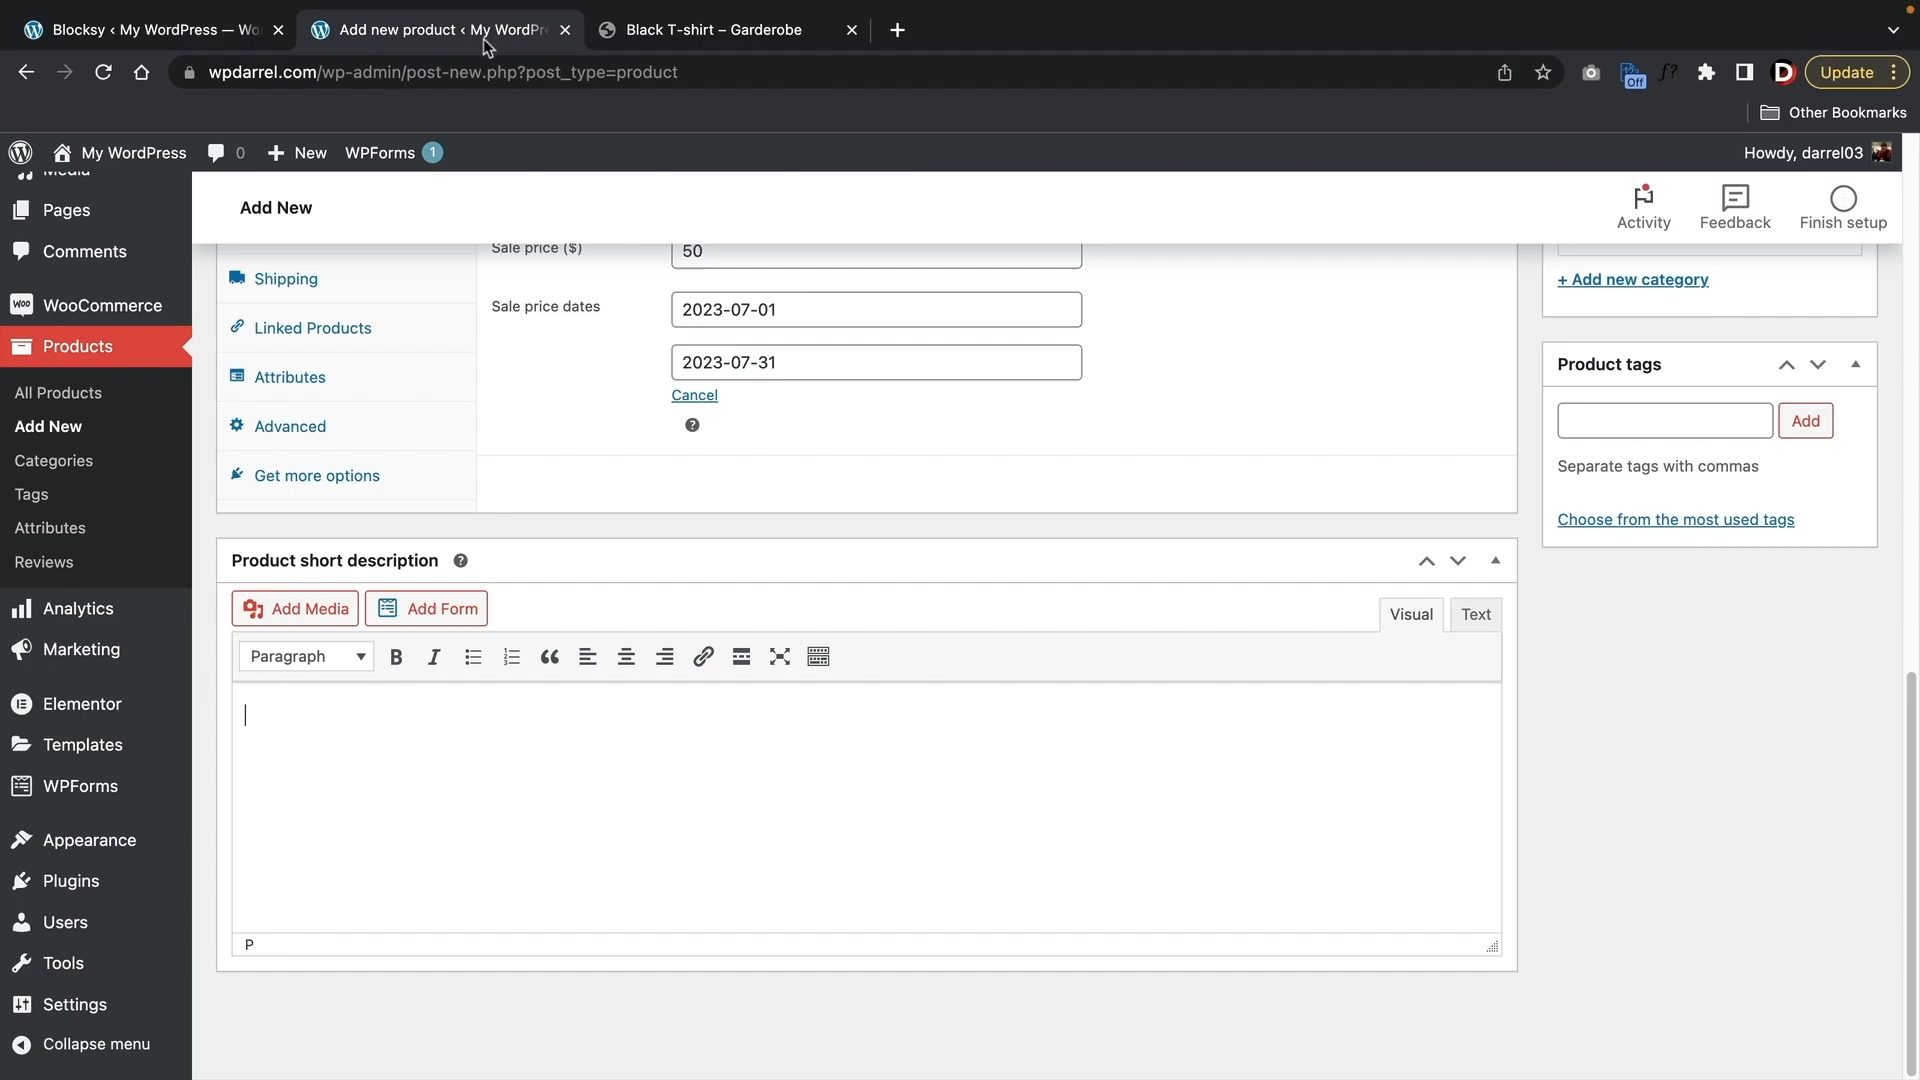 Blocksy ‹ My WordPress — Wo
Add new product ‹ My WordPre
Black T-shirt – Garderobe
wpdarrel.com/wp-admin/post-new.php?post_type=product
Off
f?
D
Update
Other Bookmarks
My WordPress
0
New
WPForms 1
Howdy, darrel03
Media
Pages
Comments
WooCommerce
Products
All Products
Add New
Categories
Tags
Attributes
Reviews
Analytics
Marketing
Elementor
Templates
WPForms
Appearance
Plugins
Users
Tools
Settings
Collapse menu
Add New
Activity
Feedback
Finish setup
Shipping
Linked Products
Attributes
Advanced
Get more options
Sale price ($)
50
Sale price dates
2023-07-01
2023-07-31
Cancel
+ Add new category
Product tags
Add
Separate tags with commas
Choose from the most used tags
Product short description
Add Media
Add Form
Visual
Text
Paragraph
B
I
P